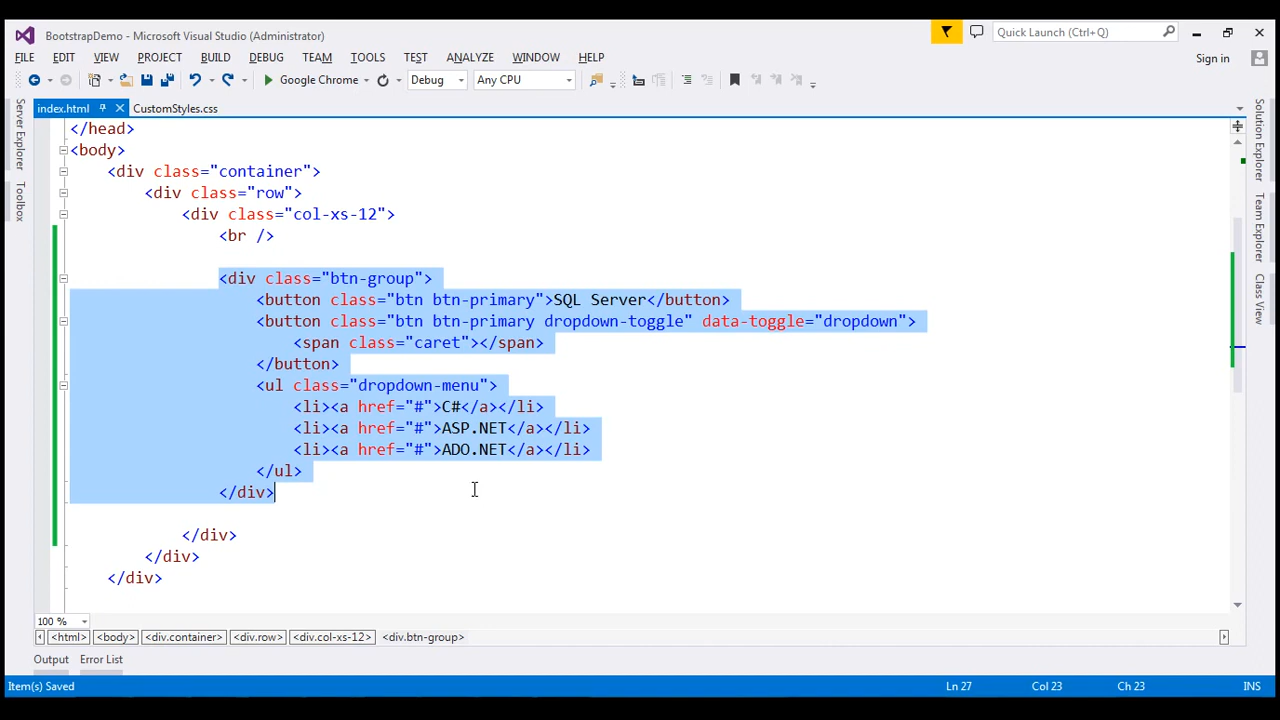 BootstrapDemo - Microsoft Visual Studio (Administrator)
Quick Launch (Ctrl+Q)
FILE EDIT VIEW PROJECT BUILD DEBUG TEAM TOOLS TEST ANALYZE WINDOW HELP
Sign in
Google Chrome Debug Any CPU
index.html CustomStyles.css
Server Explorer
Toolbox
Solution Explorer
Team Explorer
Class View
</head>
<body>
<div class="container">
<div class="row">
<div class="col-xs-12">
<br />
<div class="btn-group">
<button class="btn btn-primary">SQL Server</button>
<button class="btn btn-primary dropdown-toggle" data-toggle="dropdown">
<span class="caret"></span>
</button>
<ul class="dropdown-menu">
<li><a href="#">C#</a></li>
<li><a href="#">ASP.NET</a></li>
<li><a href="#">ADO.NET</a></li>
</ul>
</div>
</div>
</div>
</div>
100 %
<html> <body> <div.container> <div.row> <div.col-xs-12> <div.btn-group>
Output Error List
Item(s) Saved Ln 27 Col 23 Ch 23 INS